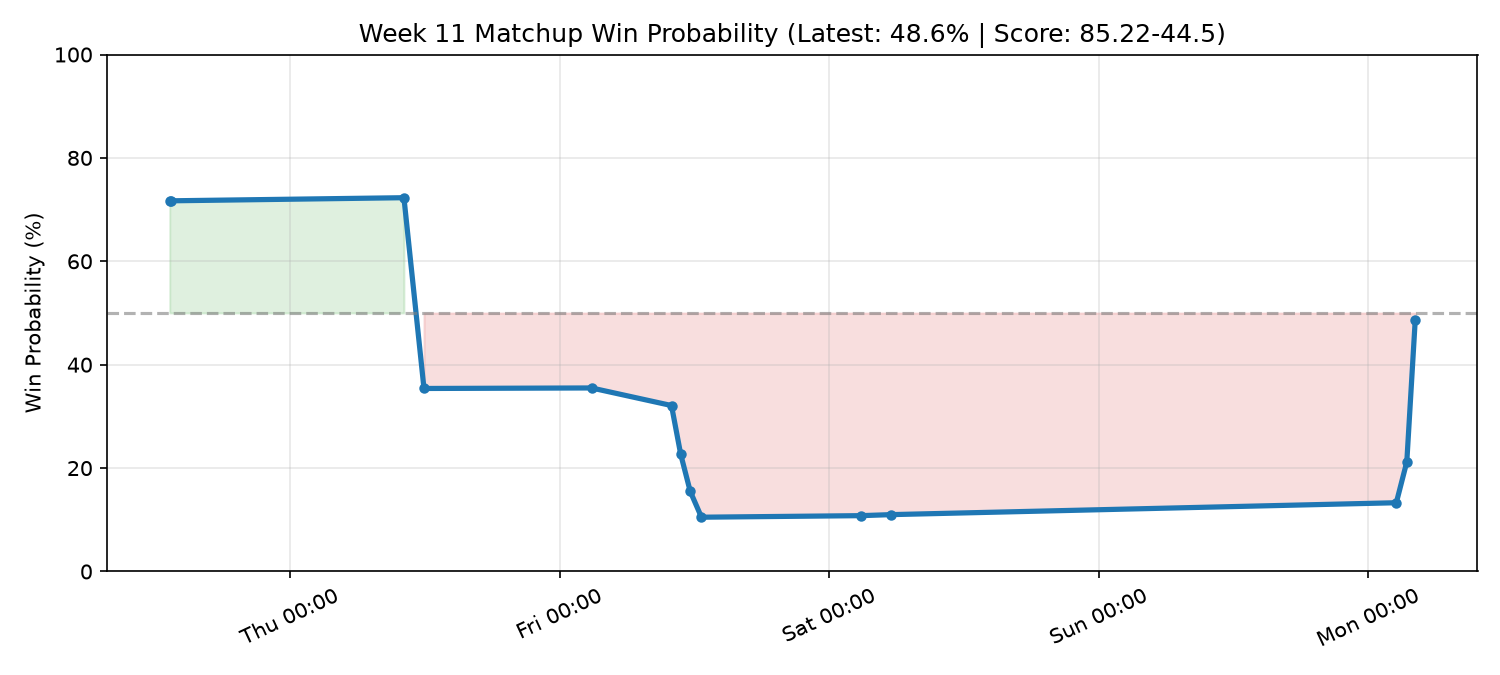 Week 11 Matchup Win Probability (Latest: 48.6% | Score: 85.22-44.5)
Win Probability (%)
100
80
60
40
20
0
Thu 00:00
Fri 00:00
Sat 00:00
Sun 00:00
Mon 00:00